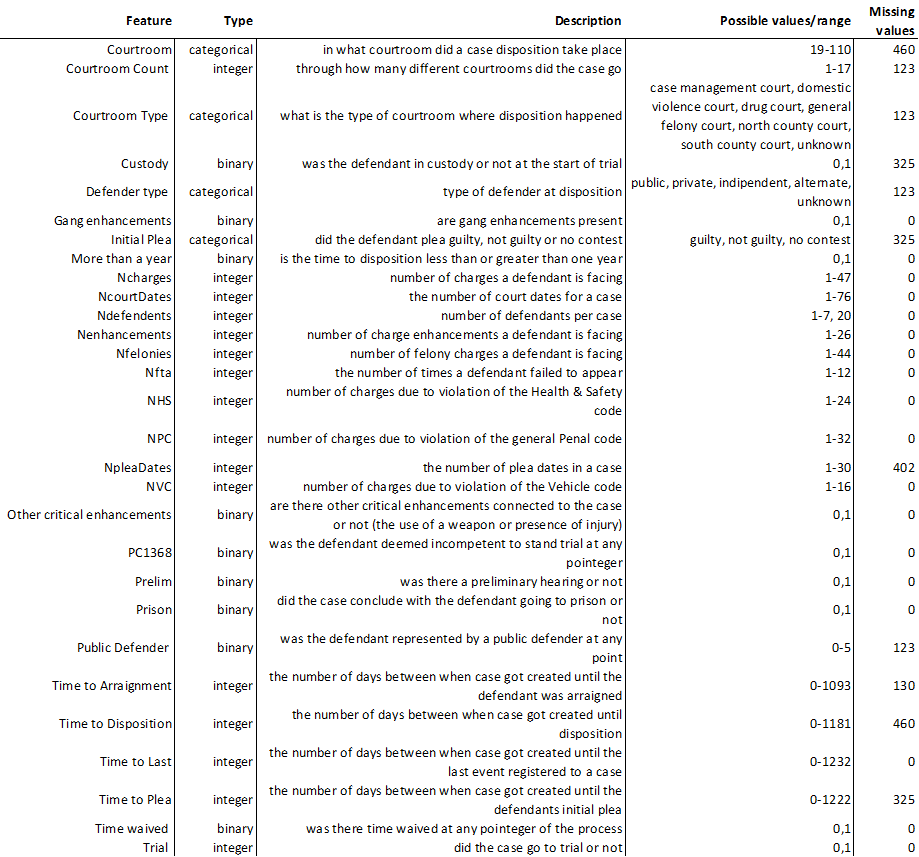 Feature Type Description Possible values/range Missing values
Courtroom categorical in what courtroom did a case disposition take place 19-110 460
Courtroom Count integer through how many different courtrooms did the case go 1-17 123
Courtroom Type categorical what is the type of courtroom where disposition happened case management court, domestic
violence court, drug court, general
felony court, north county court,
south county court, unknown 123
Custody binary was the defendant in custody or not at the start of trial 0,1 325
Defender type categorical type of defender at disposition public, private, indipendent, alternate,
unknown 123
Gang enhancements binary are gang enhancements present 0,1 0
Initial Plea categorical did the defendant plea guilty, not guilty or no contest guilty, not guilty, no contest 325
More than a year binary is the time to disposition less than or greater than one year 0,1 0
Ncharges integer number of charges a defendant is facing 1-47 0
NcourtDates integer the number of court dates for a case 1-76 0
Ndefendents integer number of defendants per case 1-7, 20 0
Nenhancements integer number of charge enhancements a defendant is facing 1-26 0
Nfelonies integer number of felony charges a defendant is facing 1-44 0
Nfta integer the number of times a defendant failed to appear 1-12 0
NHS integer number of charges due to violation of the Health & Safety
code 1-24 0
NPC integer number of charges due to violation of the general Penal code 1-32 0
NpleaDates integer the number of plea dates in a case 1-30 402
NVC integer number of charges due to violation of the Vehicle code 1-16 0
Other critical enhancements binary are there other critical enhancements connected to the case
or not (the use of a weapon or presence of injury) 0,1 0
PC1368 binary was the defendant deemed incompetent to stand trial at any
pointeger 0,1 0
Prelim binary was there a preliminary hearing or not 0,1 0
Prison binary did the case conclude with the defendant going to prison or
not 0,1 0
Public Defender binary was the defendant represented by a public defender at any
point 0-5 123
Time to Arraignment integer the number of days between when case got created until the
defendant was arraigned 0-1093 130
Time to Disposition integer the number of days between when case got created until
disposition 0-1181 460
Time to Last integer the number of days between when case got created until the
last event registered to a case 0-1232 0
Time to Plea integer the number of days between when case got created until the
defendants initial plea 0-1222 325
Time waived binary was there time waived at any pointeger of the process 0,1 0
Trial integer did the case go to trial or not 0,1 0